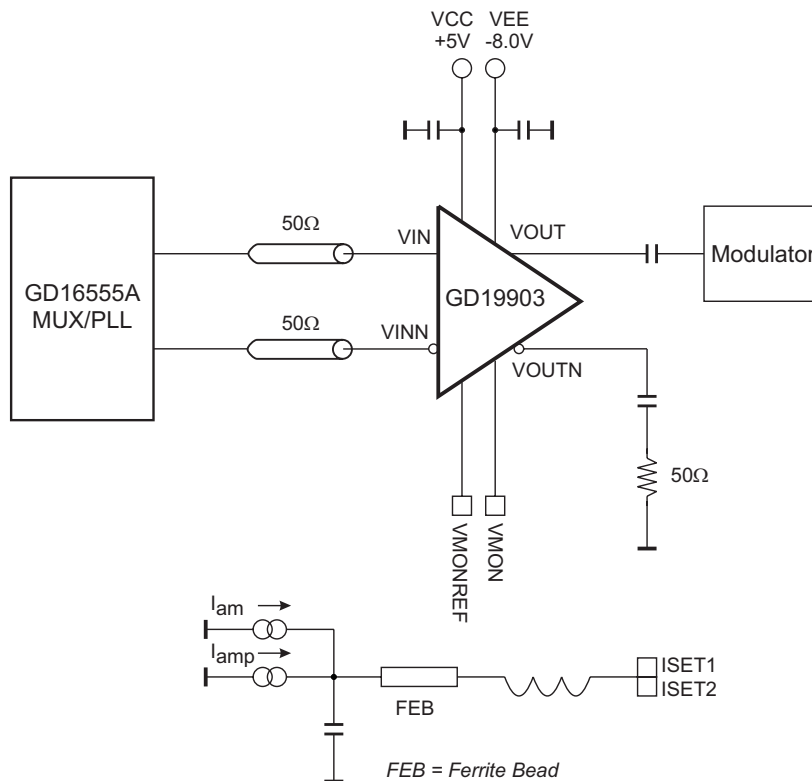 VCC VEE
+5V -8.0V
50Ω
VIN
VOUT
GD16555A
MUX/PLL
GD19903
Modulator
50Ω
VINN
VOUTN
50Ω
VMONREF
VMON
Iam
Iamp
FEB
ISET1
ISET2
FEB = Ferrite Bead